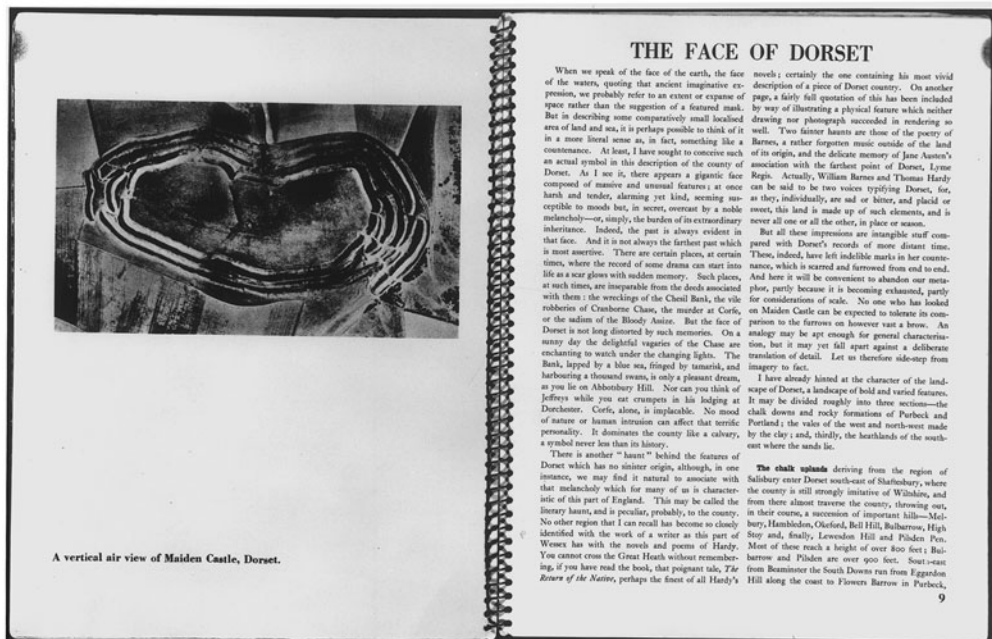 A vertical air view of Maiden Castle, Dorset.
THE FACE OF DORSET
When we speak of the face of the earth, the face
of the waters, quoting that ancient imaginative ex-
pression, we probably refer to an extent or expanse of
space rather than the suggestion of a featured mask.
But in describing some comparatively small localised
area of land and sea, it is perhaps possible to think of it
in a more literal sense as, in fact, something like a
countenance. At least, I have sought to conceive such
an actual symbol in this description of the county of
Dorset. As I see it, there appears a gigantic face
composed of massive and unusual features; at once
harsh and tender, alarming yet kind, seeming sus-
ceptible to moods but, in secret, overcast by a noble
melancholy—or, simply, the burden of its extraordinary
inheritance. Indeed, the past is always evident in
that face. And it is not always the farthest past which
is most assertive. There are certain places, at certain
times, where the record of some drama can start into
life as a scar glows with sudden memory. Such places,
at such times, are inseparable from the deeds associated
with them: the wreckings of the Chesil Bank, the vile
robberies of Cranborne Chase, the murder at Corfe,
or the sadism of the Bloody Assize. But the face of
Dorset is not long distorted by such memories. On a
sunny day the delightful vagaries of the Chase are
enchanting to watch under the changing lights. The
Bank, lapped by a blue sea, fringed by tamarisk, and
harbouring a thousand swans, is only a pleasant dream,
as you lie on Abbotsbury Hill. Nor can you think of
Jeffreys while you eat crumpets in his lodging at
Dorchester. Corfe, alone, is implacable. No mood
of nature or human intrusion can affect that terrific
personality. It dominates the county like a calvary,
a symbol never less than its history.
There is another "haunt" behind the features of
Dorset which has no sinister origin, although, in one
instance, we may find it natural to associate with
that melancholy which for many of us is character-
istic of this part of England. This may be called the
literary haunt, and is peculiar, probably, to the county.
No other region that I can recall has become so closely
identified with the work of a writer as this part of
Wessex has with the novels and poems of Hardy.
You cannot cross the Great Heath without remember-
ing, if you have read the book, that poignant tale, The
Return of the Native, perhaps the finest of all Hardy's
novels; certainly the one containing his most vivid
description of a piece of Dorset country. On another
page, a fairly full quotation of this has been included
by way of illustrating a physical feature which neither
drawing nor photograph succeeded in rendering so
well. Two fainter haunts are those of the poetry of
Barnes, a rather forgotten music outside of the land
of its origin, and the delicate memory of Jane Austen's
association with the farthest point of Dorset, Lyme
Regis. Actually, William Barnes and Thomas Hardy
can be said to be two voices typifying Dorset, for,
as they, individually, are sad or bitter, and placid or
sweet, this land is made up of such elements, and is
never all one or all the other, in place or season.
But all these impressions are intangible stuff com-
pared with Dorset's records of more distant time.
These, indeed, have left indelible marks in her counte-
nance, which is scarred and furrowed from end to end.
And here it will be convenient to abandon our meta-
phor, partly because it is becoming exhausted, partly
for considerations of scale. No one who has looked
on Maiden Castle can be expected to tolerate its com-
parison to the furrows on however vast a brow. An
analogy may be apt enough for general characterisa-
tion, but it may yet fall apart against a deliberate
translation of detail. Let us therefore side-step from
imagery to fact.
I have already hinted at the character of the land-
scape of Dorset, a landscape of bold and varied features.
It may be divided roughly into three sections—the
chalk downs and rocky formations of Purbeck and
Portland; the vales of the west and north-west made
by the clay; and, thirdly, the heathlands of the south-
east where the sands lie.
The chalk uplands deriving from the region of
Salisbury enter Dorset south-east of Shaftesbury, where
the county is still strongly imitative of Wiltshire, and
from there almost traverse the county, throwing out,
in their course, a succession of important hills—Mel-
bury, Hambledon, Okeford, Bell Hill, Bulbarrow, High
Stoy and, finally, Lewesdon Hill and Pilsden Pen.
Most of these reach a height of over 800 feet; Bul-
barrow and Pilsden are over 900 feet. South-east
from Beaminster the South Downs run from Eggardon
Hill along the coast to Flowers Barrow in Purbeck,
9